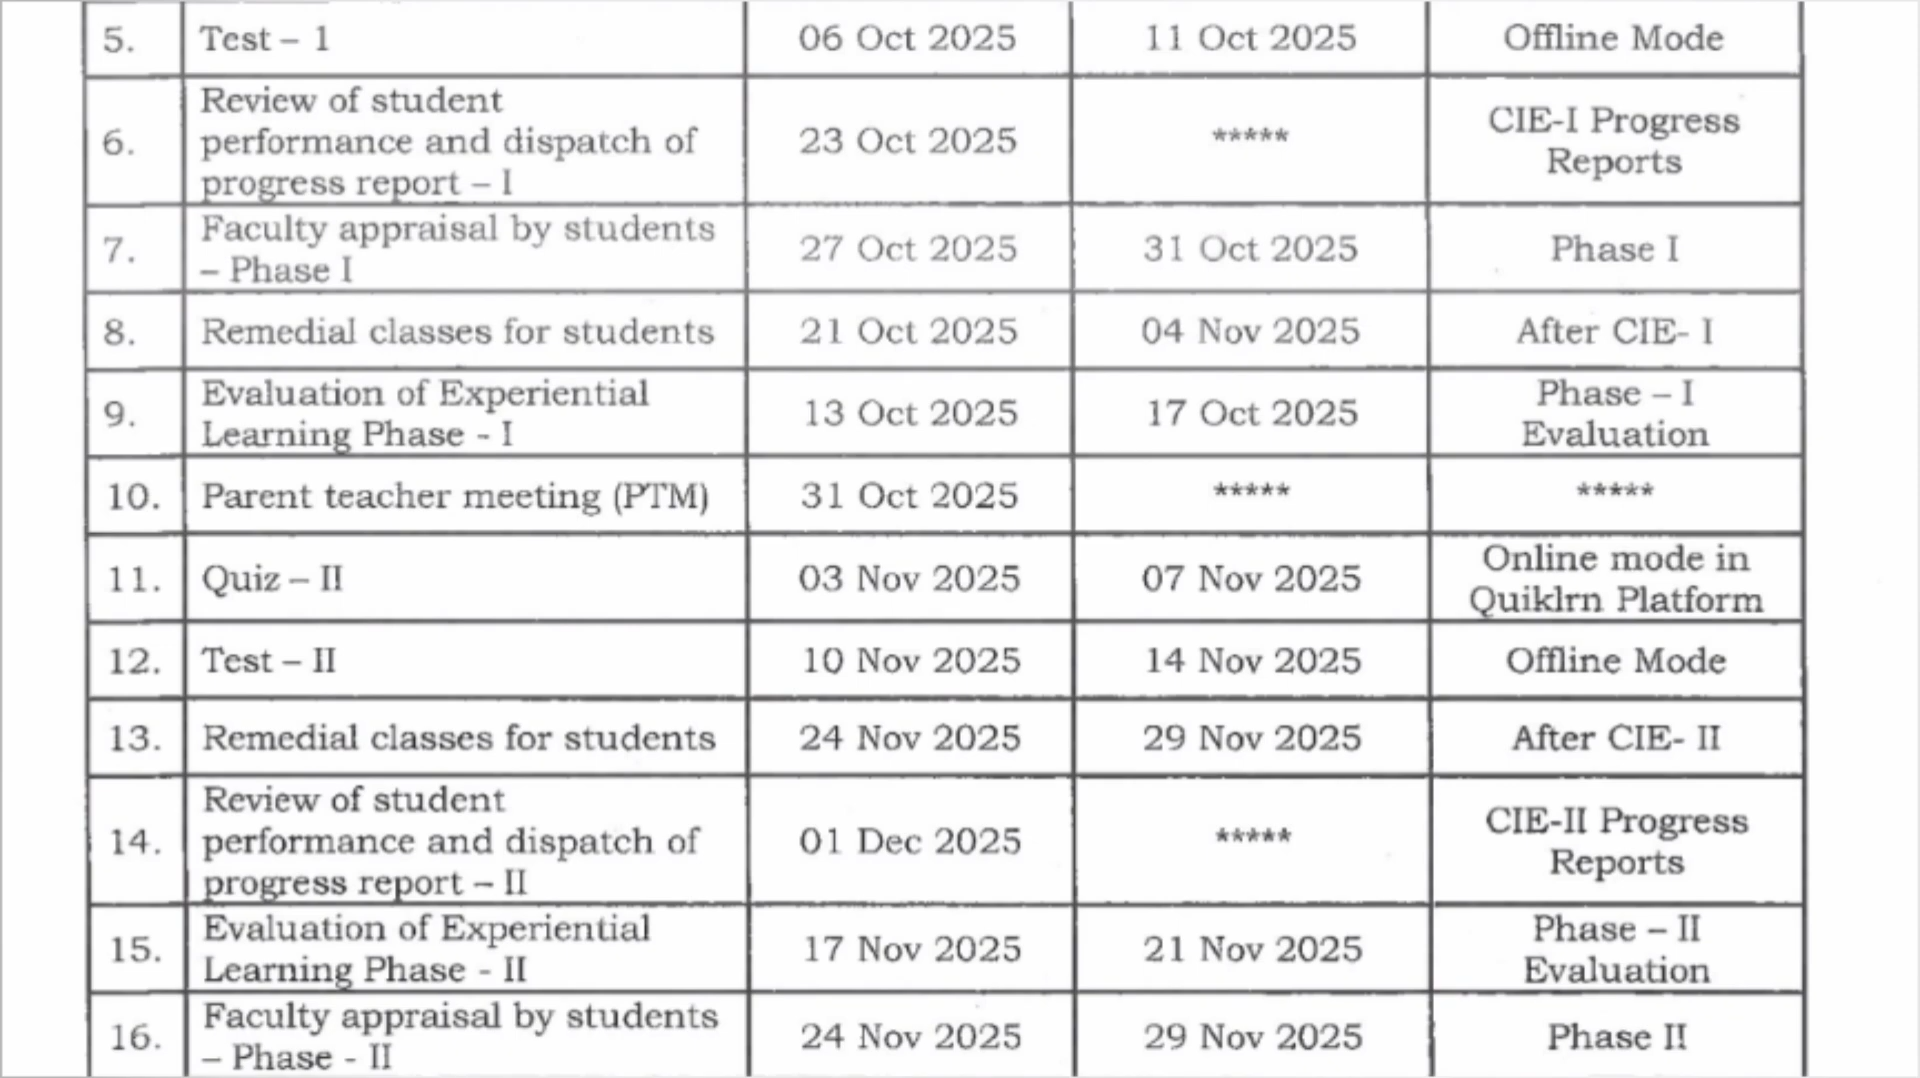 5. Test – 1 06 Oct 2025 11 Oct 2025 Offline Mode
6. Review of student
performance and dispatch of
progress report – I 23 Oct 2025 ***** CIE-I Progress
Reports
7. Faculty appraisal by students
– Phase I 27 Oct 2025 31 Oct 2025 Phase I
8. Remedial classes for students 21 Oct 2025 04 Nov 2025 After CIE- I
9. Evaluation of Experiential
Learning Phase - I 13 Oct 2025 17 Oct 2025 Phase – I
Evaluation
10. Parent teacher meeting (PTM) 31 Oct 2025 ***** *****
11. Quiz – II 03 Nov 2025 07 Nov 2025 Online mode in
Quiklrn Platform
12. Test – II 10 Nov 2025 14 Nov 2025 Offline Mode
13. Remedial classes for students 24 Nov 2025 29 Nov 2025 After CIE- II
14. Review of student
performance and dispatch of
progress report – II 01 Dec 2025 ***** CIE-II Progress
Reports
15. Evaluation of Experiential
Learning Phase - II 17 Nov 2025 21 Nov 2025 Phase – II
Evaluation
16. Faculty appraisal by students
– Phase - II 24 Nov 2025 29 Nov 2025 Phase II